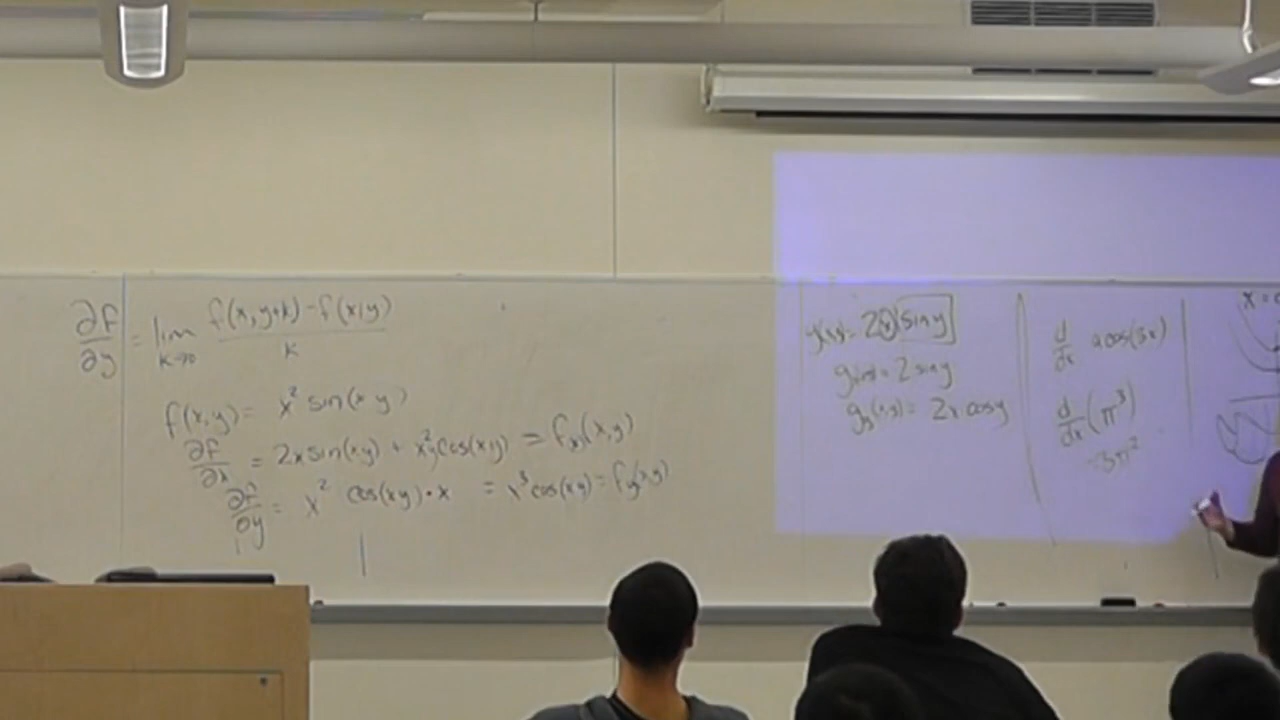 ∂f/∂y = lim k→0 (f(x, y+k) - f(x,y))/k
f(x,y) = x² sin(x y)
∂f/∂x = 2x sin(xy) + x²y cos(xy) = fx(x,y)
∂f/∂y = x² cos(xy)·x = x³ cos(xy) = fy(x,y)
g(x,y) = 2x sin y
gx(x,y) = 2 sin y
gy(x,y) = 2x cos y
d/dx (π³)
=3π²